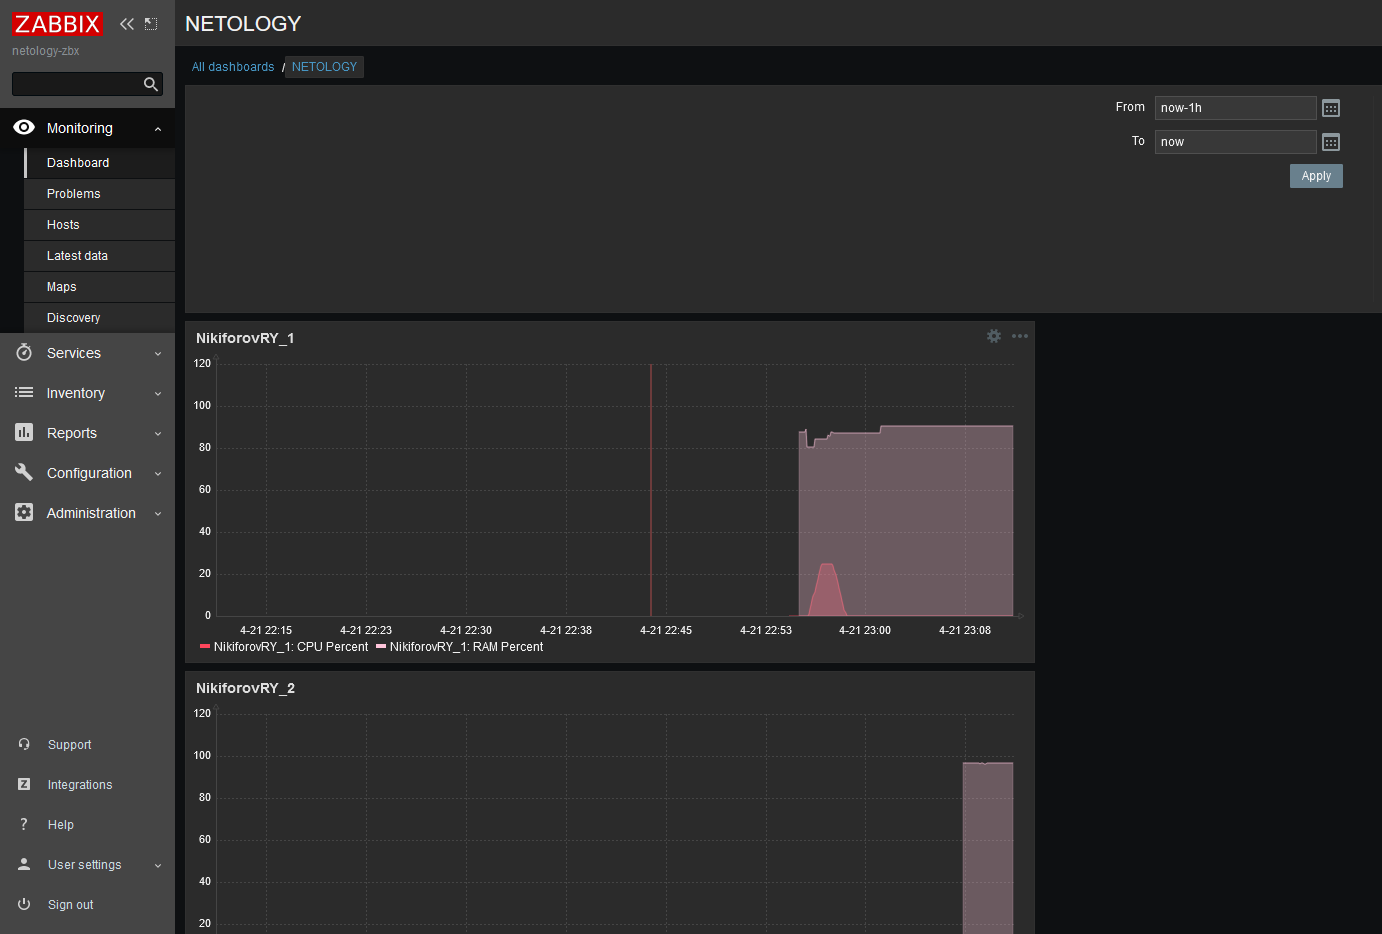 ZABBIX
netology-zbx
Monitoring
Dashboard
Problems
Hosts
Latest data
Maps
Discovery
Services
Inventory
Reports
Configuration
Administration
Support
Z Integrations
? Help
User settings
Sign out
NETOLOGY
All dashboards / NETOLOGY
From now-1h
To now
Apply
NikiforovRY_1
120
100
80
60
40
20
0
4-21 22:15 4-21 22:23 4-21 22:30 4-21 22:38 4-21 22:45 4-21 22:53 4-21 23:00 4-21 23:08
NikiforovRY_1: CPU Percent NikiforovRY_1: RAM Percent
NikiforovRY_2
120
100
80
60
40
20